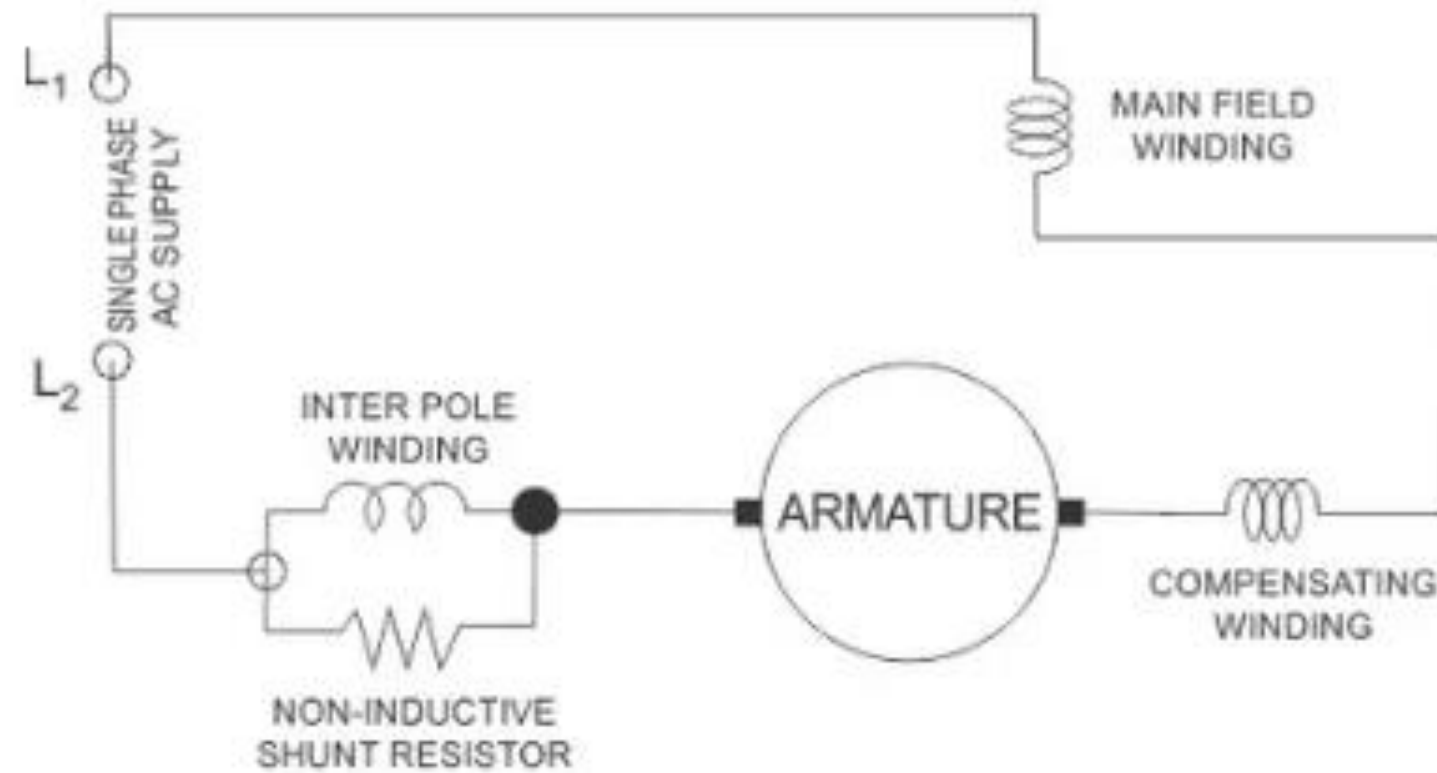 L1
SINGLE PHASE
AC SUPPLY
L2
MAIN FIELD
WINDING
INTER POLE
WINDING
ARMATURE
COMPENSATING
WINDING
NON-INDUCTIVE
SHUNT RESISTOR